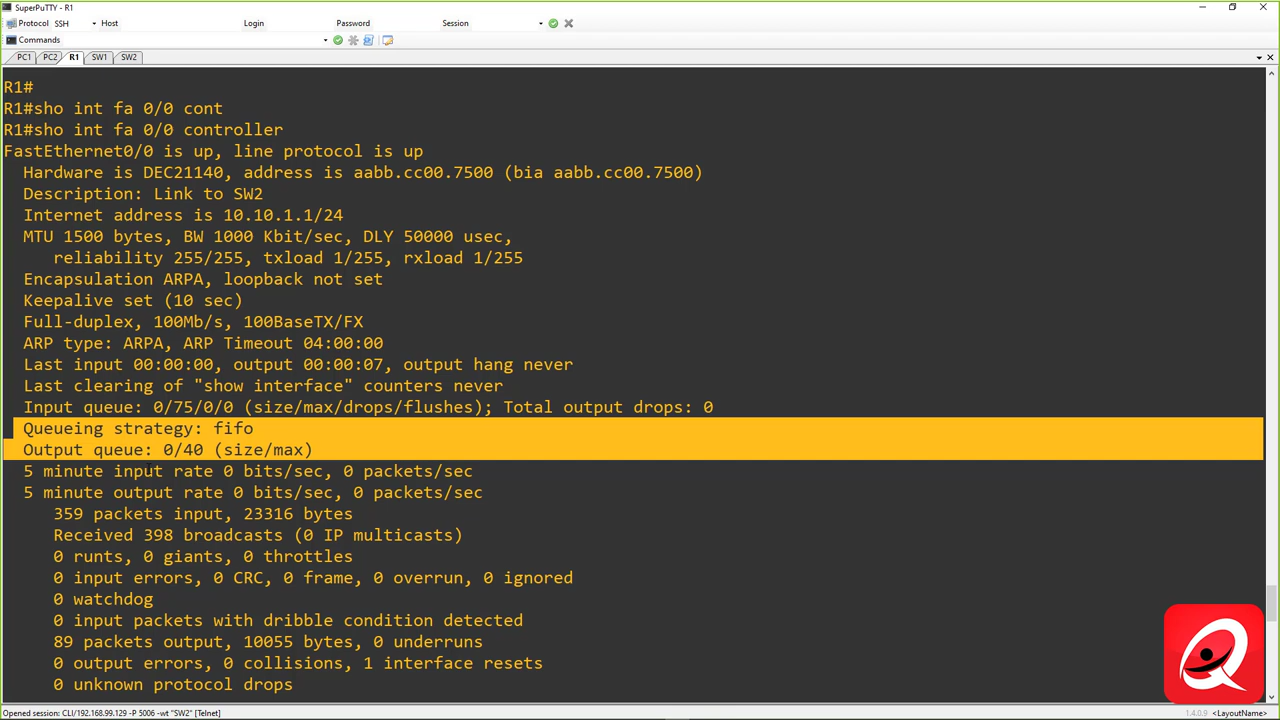 SuperPuTTY - R1
Protocol SSH Host Login Password Session
Commands
PC1 PC2 R1 SW1 SW2
R1#
R1#sho int fa 0/0 cont
R1#sho int fa 0/0 controller
FastEthernet0/0 is up, line protocol is up
Hardware is DEC21140, address is aabb.cc00.7500 (bia aabb.cc00.7500)
Description: Link to SW2
Internet address is 10.10.1.1/24
MTU 1500 bytes, BW 1000 Kbit/sec, DLY 50000 usec,
reliability 255/255, txload 1/255, rxload 1/255
Encapsulation ARPA, loopback not set
Keepalive set (10 sec)
Full-duplex, 100Mb/s, 100BaseTX/FX
ARP type: ARPA, ARP Timeout 04:00:00
Last input 00:00:00, output 00:00:07, output hang never
Last clearing of "show interface" counters never
Input queue: 0/75/0/0 (size/max/drops/flushes); Total output drops: 0
Queueing strategy: fifo
Output queue: 0/40 (size/max)
5 minute input rate 0 bits/sec, 0 packets/sec
5 minute output rate 0 bits/sec, 0 packets/sec
359 packets input, 23316 bytes
Received 398 broadcasts (0 IP multicasts)
0 runts, 0 giants, 0 throttles
0 input errors, 0 CRC, 0 frame, 0 overrun, 0 ignored
0 watchdog
0 input packets with dribble condition detected
89 packets output, 10055 bytes, 0 underruns
0 output errors, 0 collisions, 1 interface resets
0 unknown protocol drops
Opened session: CLI/192.168.99.129 -P 5006 -wt "SW2" [Telnet] 1.4.0.9 <LayoutName>